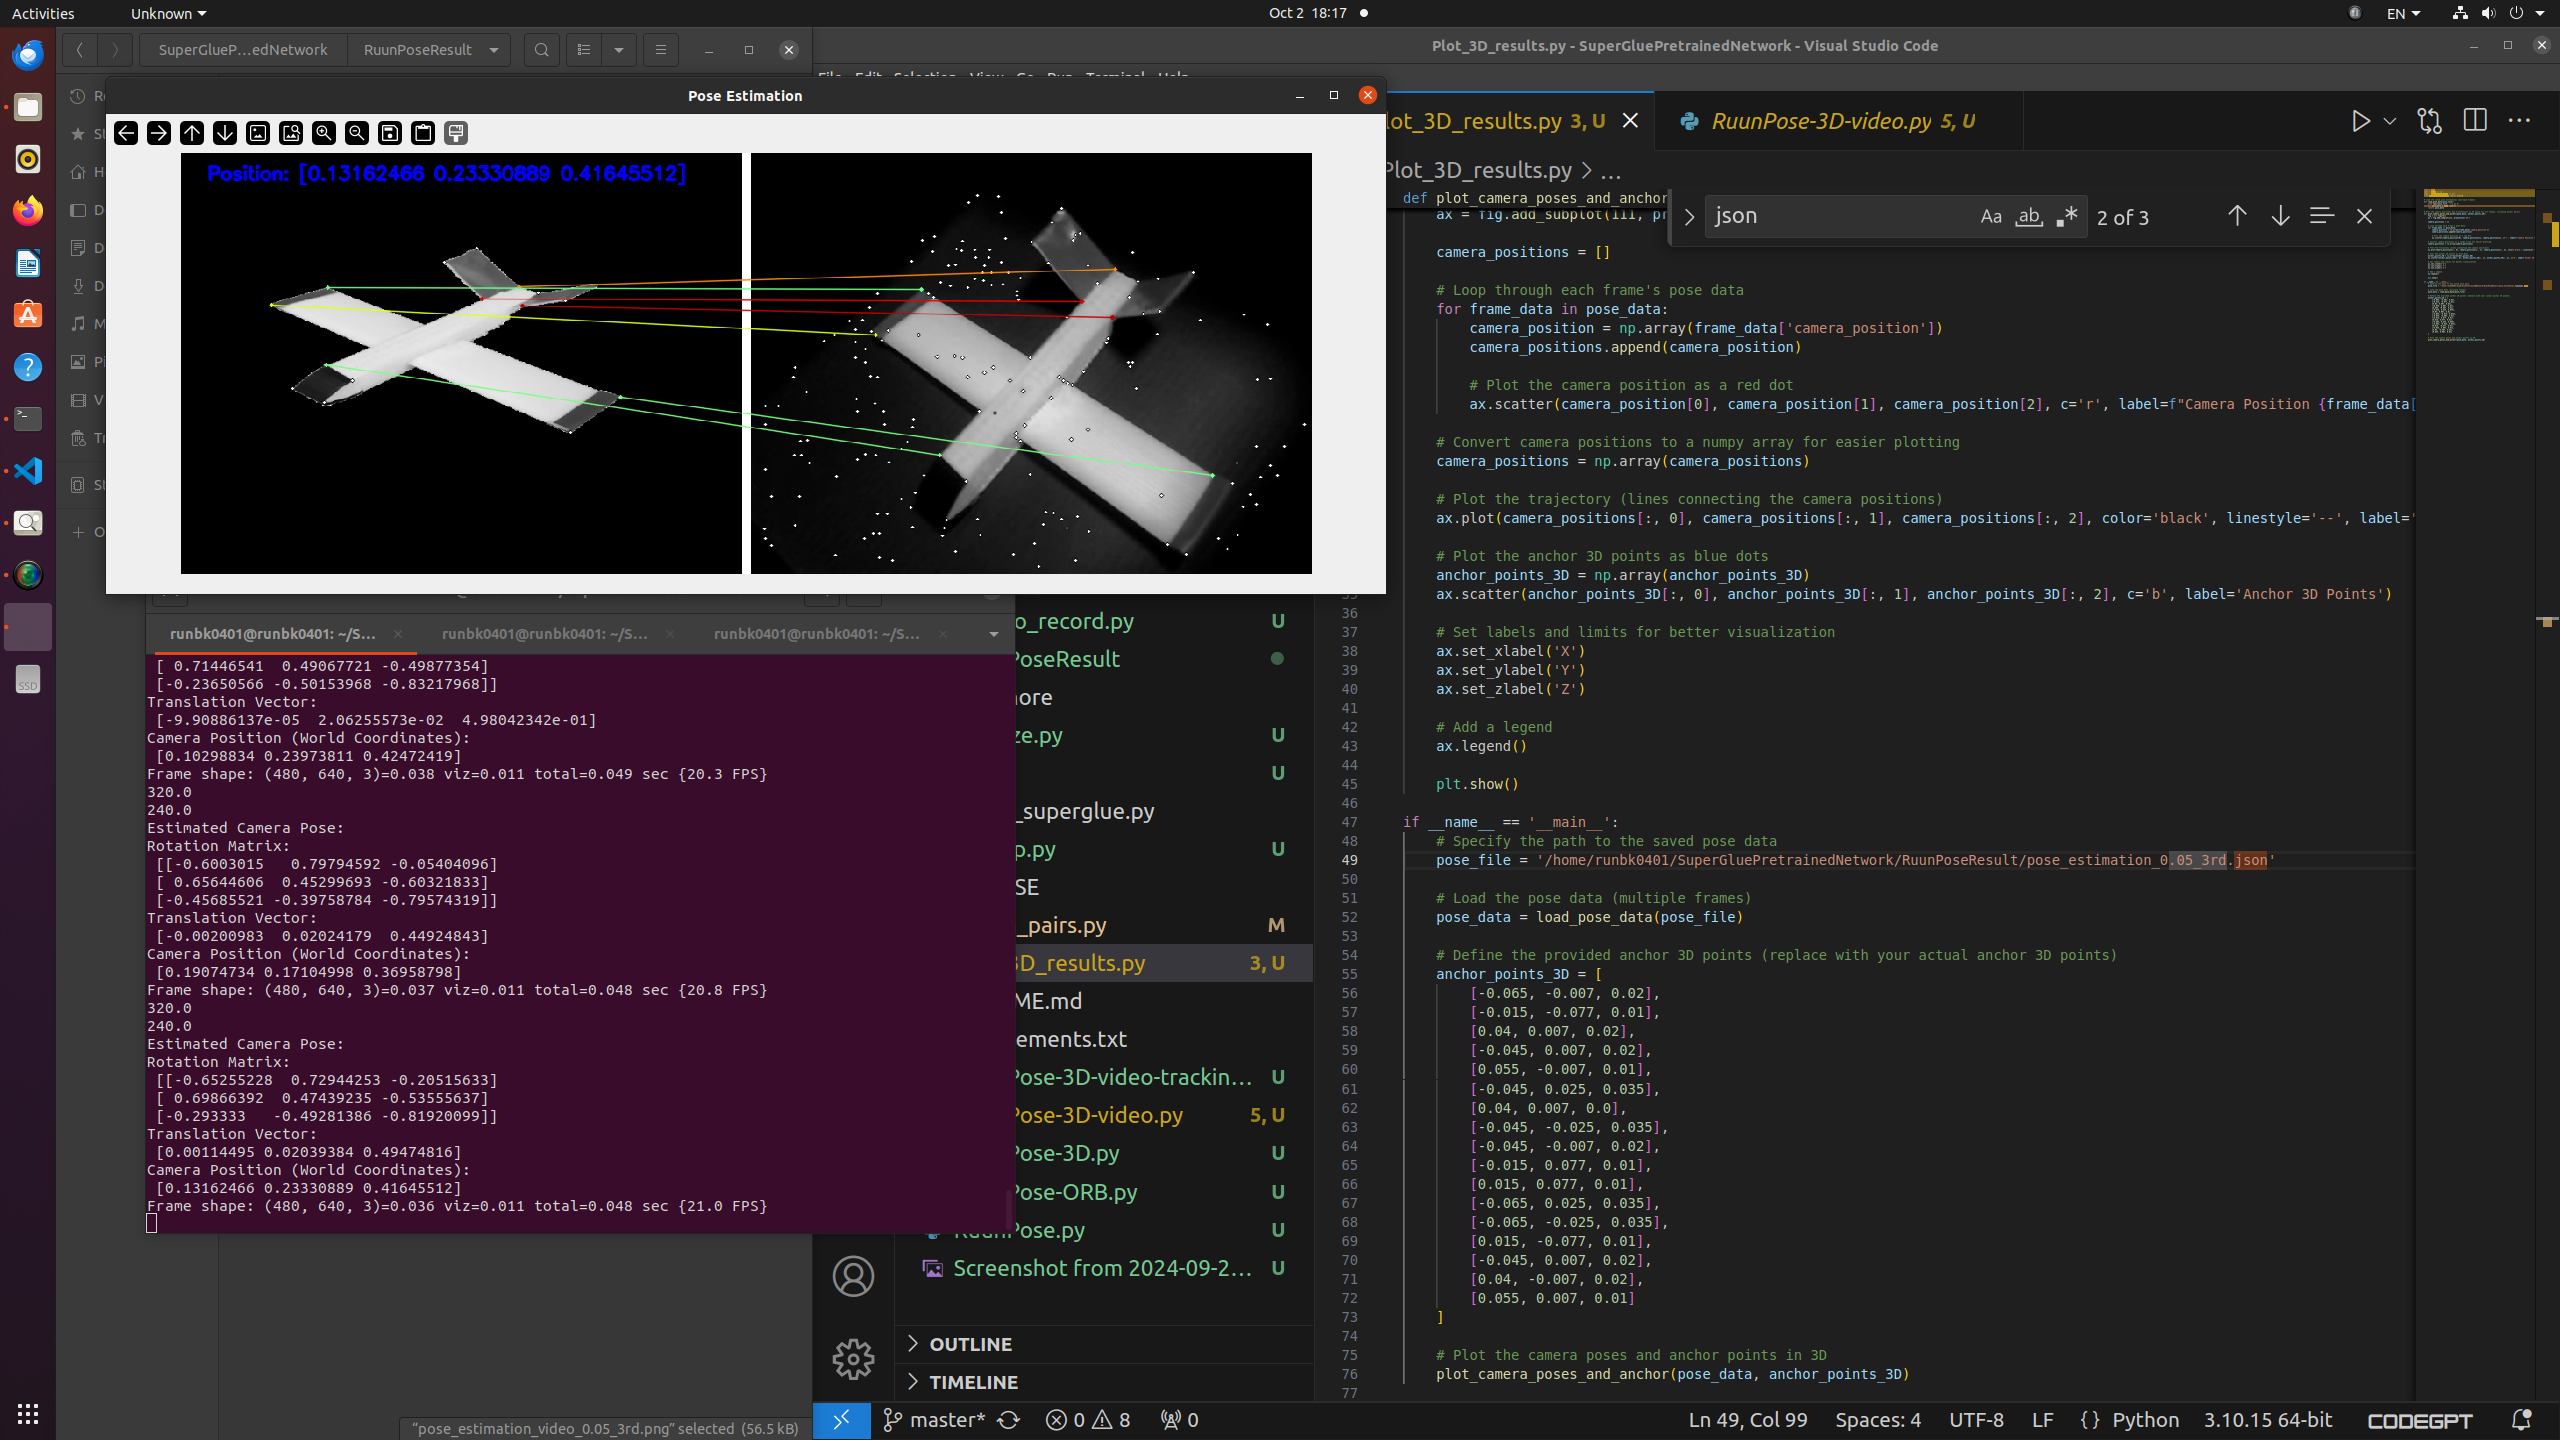 Activities
Unknown
Oct 2 18:17
EN
SuperGlueP…edNetwork
RuunPoseResult
Plot_3D_results.py - SuperGluePretrainedNetwork - Visual Studio Code
Pose Estimation
Position: [0.13162466 0.23330889 0.41645512]
lot_3D_results.py 3, U
RuunPose-3D-video.py 5, U
Plot_3D_results.py > …
json
Aa
ab
2 of 3
def plot_camera_poses_and_anchor
ax = fig.add_subplot(111, pr
camera_positions = []
# Loop through each frame's pose data
for frame_data in pose_data:
camera_position = np.array(frame_data['camera_position'])
camera_positions.append(camera_position)
# Plot the camera position as a red dot
ax.scatter(camera_position[0], camera_position[1], camera_position[2], c='r', label=f"Camera Position {frame_data[
# Convert camera positions to a numpy array for easier plotting
camera_positions = np.array(camera_positions)
# Plot the trajectory (lines connecting the camera positions)
ax.plot(camera_positions[:, 0], camera_positions[:, 1], camera_positions[:, 2], color='black', linestyle='--', label='
# Plot the anchor 3D points as blue dots
anchor_points_3D = np.array(anchor_points_3D)
ax.scatter(anchor_points_3D[:, 0], anchor_points_3D[:, 1], anchor_points_3D[:, 2], c='b', label='Anchor 3D Points')
36
37 # Set labels and limits for better visualization
38 ax.set_xlabel('X')
39 ax.set_ylabel('Y')
40 ax.set_zlabel('Z')
41
42 # Add a legend
43 ax.legend()
44
45 plt.show()
46
47 if __name__ == '__main__':
48 # Specify the path to the saved pose data
49 pose_file = '/home/runbk0401/SuperGluePretrainedNetwork/RuunPoseResult/pose_estimation_0.05_3rd.json'
50
51 # Load the pose data (multiple frames)
52 pose_data = load_pose_data(pose_file)
53
54 # Define the provided anchor 3D points (replace with your actual anchor 3D points)
55 anchor_points_3D = [
56 [-0.065, -0.007, 0.02],
57 [-0.015, -0.077, 0.01],
58 [0.04, 0.007, 0.02],
59 [-0.045, 0.007, 0.02],
60 [0.055, -0.007, 0.01],
61 [-0.045, 0.025, 0.035],
62 [0.04, 0.007, 0.0],
63 [-0.045, -0.025, 0.035],
64 [-0.045, -0.007, 0.02],
65 [-0.015, 0.077, 0.01],
66 [0.015, 0.077, 0.01],
67 [-0.065, 0.025, 0.035],
68 [-0.065, -0.025, 0.035],
69 [0.015, -0.077, 0.01],
70 [-0.045, 0.007, 0.02],
71 [0.04, -0.007, 0.02],
72 [0.055, 0.007, 0.01]
73 ]
74
75 # Plot the camera poses and anchor points in 3D
76 plot_camera_poses_and_anchor(pose_data, anchor_points_3D)
77
runbk0401@runbk0401: ~/S…
runbk0401@runbk0401: ~/S…
runbk0401@runbk0401: ~/S…
[ 0.71446541 0.49067721 -0.49877354]
[-0.23650566 -0.50153968 -0.83217968]]
Translation Vector:
[-9.90886137e-05 2.06255573e-02 4.98042342e-01]
Camera Position (World Coordinates):
[0.10298834 0.23973811 0.42472419]
Frame shape: (480, 640, 3)=0.038 viz=0.011 total=0.049 sec {20.3 FPS}
320.0
240.0
Estimated Camera Pose:
Rotation Matrix:
[[-0.6003015 0.79794592 -0.05404096]
[ 0.65644606 0.45299693 -0.60321833]
[-0.45685521 -0.39758784 -0.79574319]]
Translation Vector:
[-0.00200983 0.02024179 0.44924843]
Camera Position (World Coordinates):
[0.19074734 0.17104998 0.36958798]
Frame shape: (480, 640, 3)=0.037 viz=0.011 total=0.048 sec {20.8 FPS}
320.0
240.0
Estimated Camera Pose:
Rotation Matrix:
[[-0.65255228 0.72944253 -0.20515633]
[ 0.69866392 0.47439235 -0.53555637]
[-0.293333 -0.49281386 -0.81920099]]
Translation Vector:
[0.00114495 0.02039384 0.49474816]
Camera Position (World Coordinates):
[0.13162466 0.23330889 0.41645512]
Frame shape: (480, 640, 3)=0.036 viz=0.011 total=0.048 sec {21.0 FPS}
o_record.py U
PoseResult
ore
ze.py U
U
_superglue.py
p.py U
SE
_pairs.py M
3D_results.py 3, U
ME.md
ements.txt
Pose-3D-video-trackin… U
Pose-3D-video.py 5, U
Pose-3D.py U
Pose-ORB.py U
RuunPose.py U
Screenshot from 2024-09-2… U
OUTLINE
TIMELINE
SSD
"pose_estimation_video_0.05_3rd.png" selected (56.5 kB)
master*
0
8
0
Ln 49, Col 99
Spaces: 4
UTF-8
LF
{ } Python
3.10.15 64-bit
CODEGPT